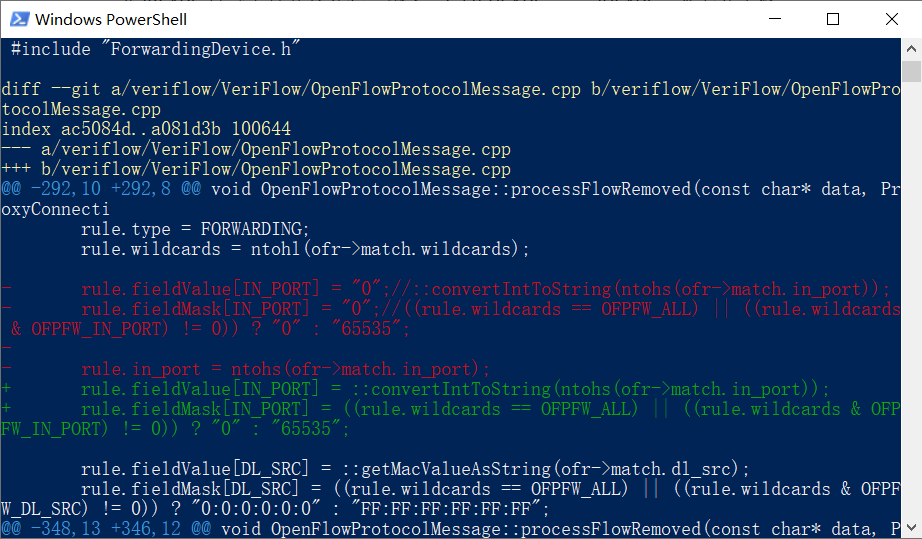 Windows PowerShell
 #include "ForwardingDevice.h"

diff --git a/veriflow/VeriFlow/OpenFlowProtocolMessage.cpp b/veriflow/VeriFlow/OpenFlowPro
tocolMessage.cpp
index ac5084d..a081d3b 100644
--- a/veriflow/VeriFlow/OpenFlowProtocolMessage.cpp
+++ b/veriflow/VeriFlow/OpenFlowProtocolMessage.cpp
@@ -292,10 +292,8 @@ void OpenFlowProtocolMessage::processFlowRemoved(const char* data, Pr
oxyConnecti
        rule.type = FORWARDING;
        rule.wildcards = ntohl(ofr->match.wildcards);

-       rule.fieldValue[IN_PORT] = "0";//::convertIntToString(ntohs(ofr->match.in_port));
-       rule.fieldMask[IN_PORT] = "0";//((rule.wildcards == OFPFW_ALL) || ((rule.wildcards
 & OFPFW_IN_PORT) != 0)) ? "0" : "65535";
-
-       rule.in_port = ntohs(ofr->match.in_port);
+       rule.fieldValue[IN_PORT] = ::convertIntToString(ntohs(ofr->match.in_port));
+       rule.fieldMask[IN_PORT] = ((rule.wildcards == OFPFW_ALL) || ((rule.wildcards & OFP
FW_IN_PORT) != 0)) ? "0" : "65535";

        rule.fieldValue[DL_SRC] = ::getMacValueAsString(ofr->match.dl_src);
        rule.fieldMask[DL_SRC] = ((rule.wildcards == OFPFW_ALL) || ((rule.wildcards & OFPF
W_DL_SRC) != 0)) ? "0:0:0:0:0:0" : "FF:FF:FF:FF:FF:FF";
@@ -348,13 +346,12 @@ void OpenFlowProtocolMessage::processFlowRemoved(const char* data, P